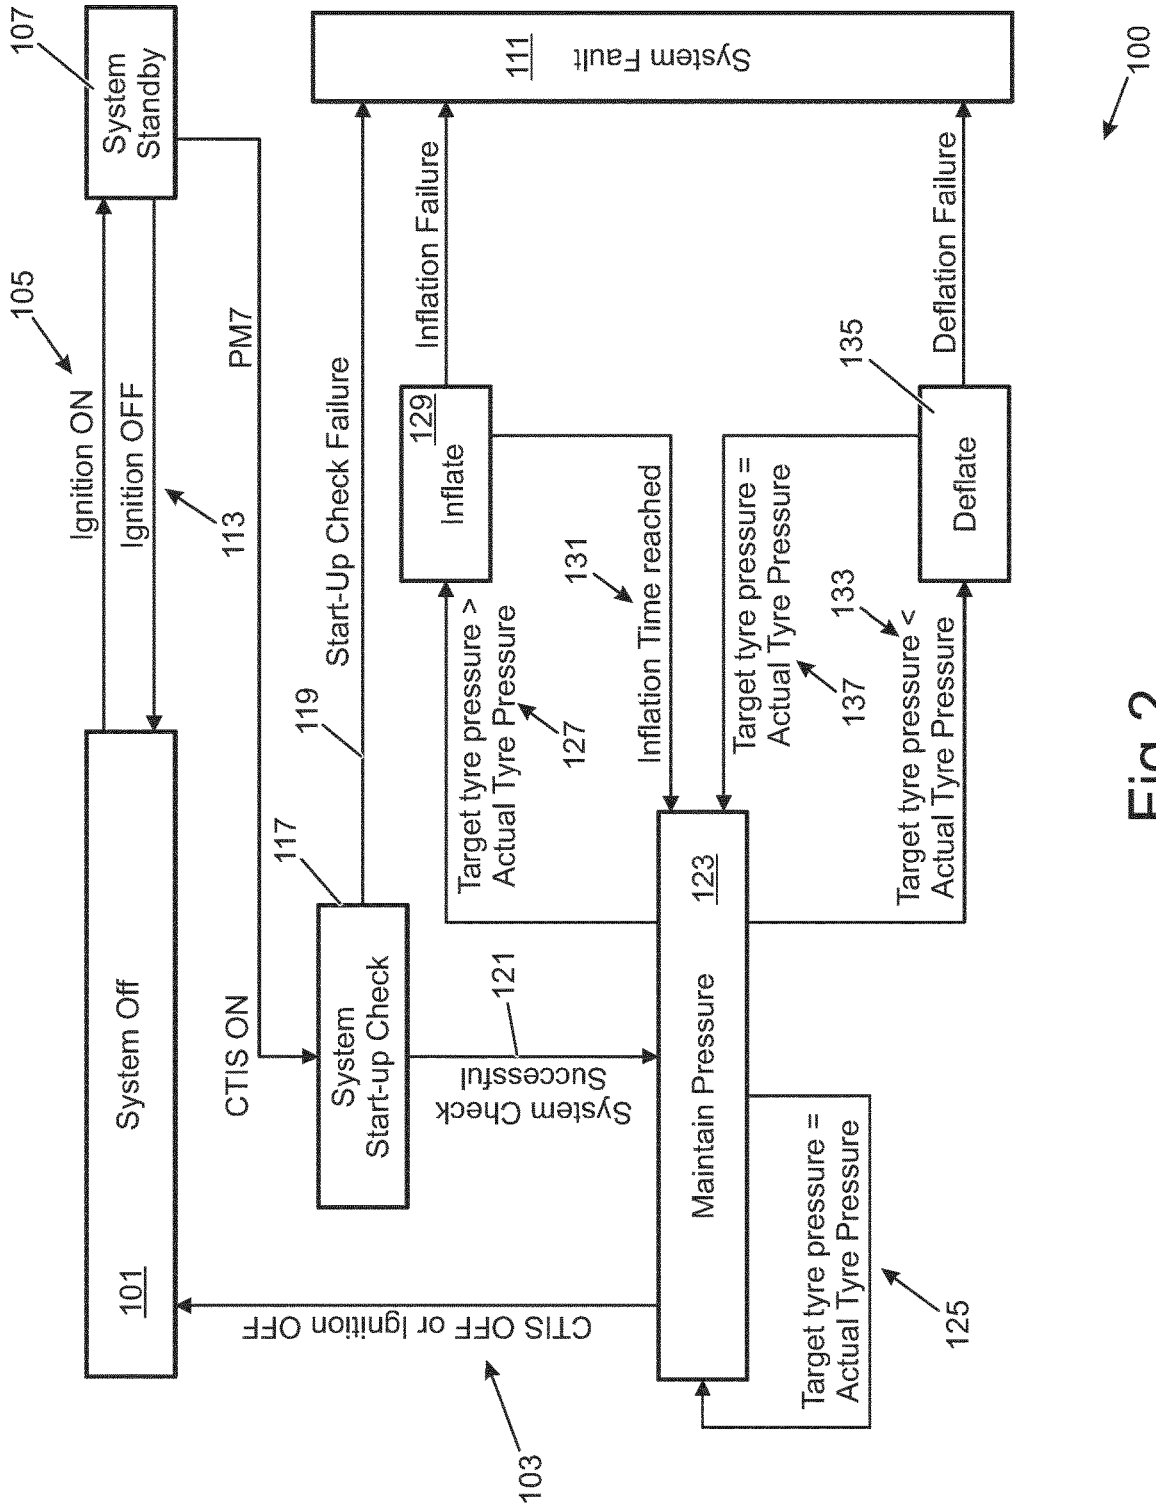 107
System
Standby
105
Ignition ON
Ignition OFF
113
PM7
CTIS ON
System Off
101
111
System Fault
Start-Up Check Failure
119
117
System
Start-up Check
Inflation Failure
129
Inflate
Target tyre pressure >
Actual Tyre Pressure
127
131
Inflation Time reached
121
System Check
Successful
CTIS OFF or Ignition OFF
103
123
Maintain Pressure
Target tyre pressure =
Actual Tyre Pressure
137
133
Target tyre pressure <
Actual Tyre Pressure
135
Deflate
Deflation Failure
Target tyre pressure =
Actual Tyre Pressure
125
100
Fig. 2